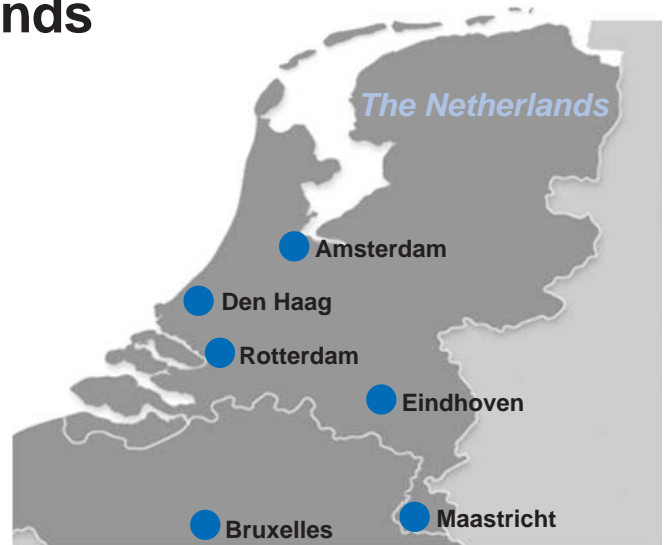 nds
The Netherlands
Amsterdam
Den Haag
Rotterdam
Eindhoven
Maastricht
Bruxelles